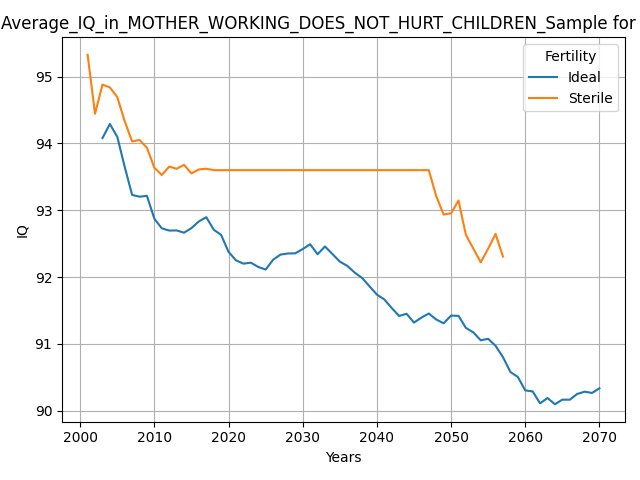 Average_IQ_in_MOTHER_WORKING_DOES_NOT_HURT_CHILDREN_Sample for
Fertility
Ideal
Sterile
95
94
93
92
91
90
IQ
2000 2010 2020 2030 2040 2050 2060 2070
Years